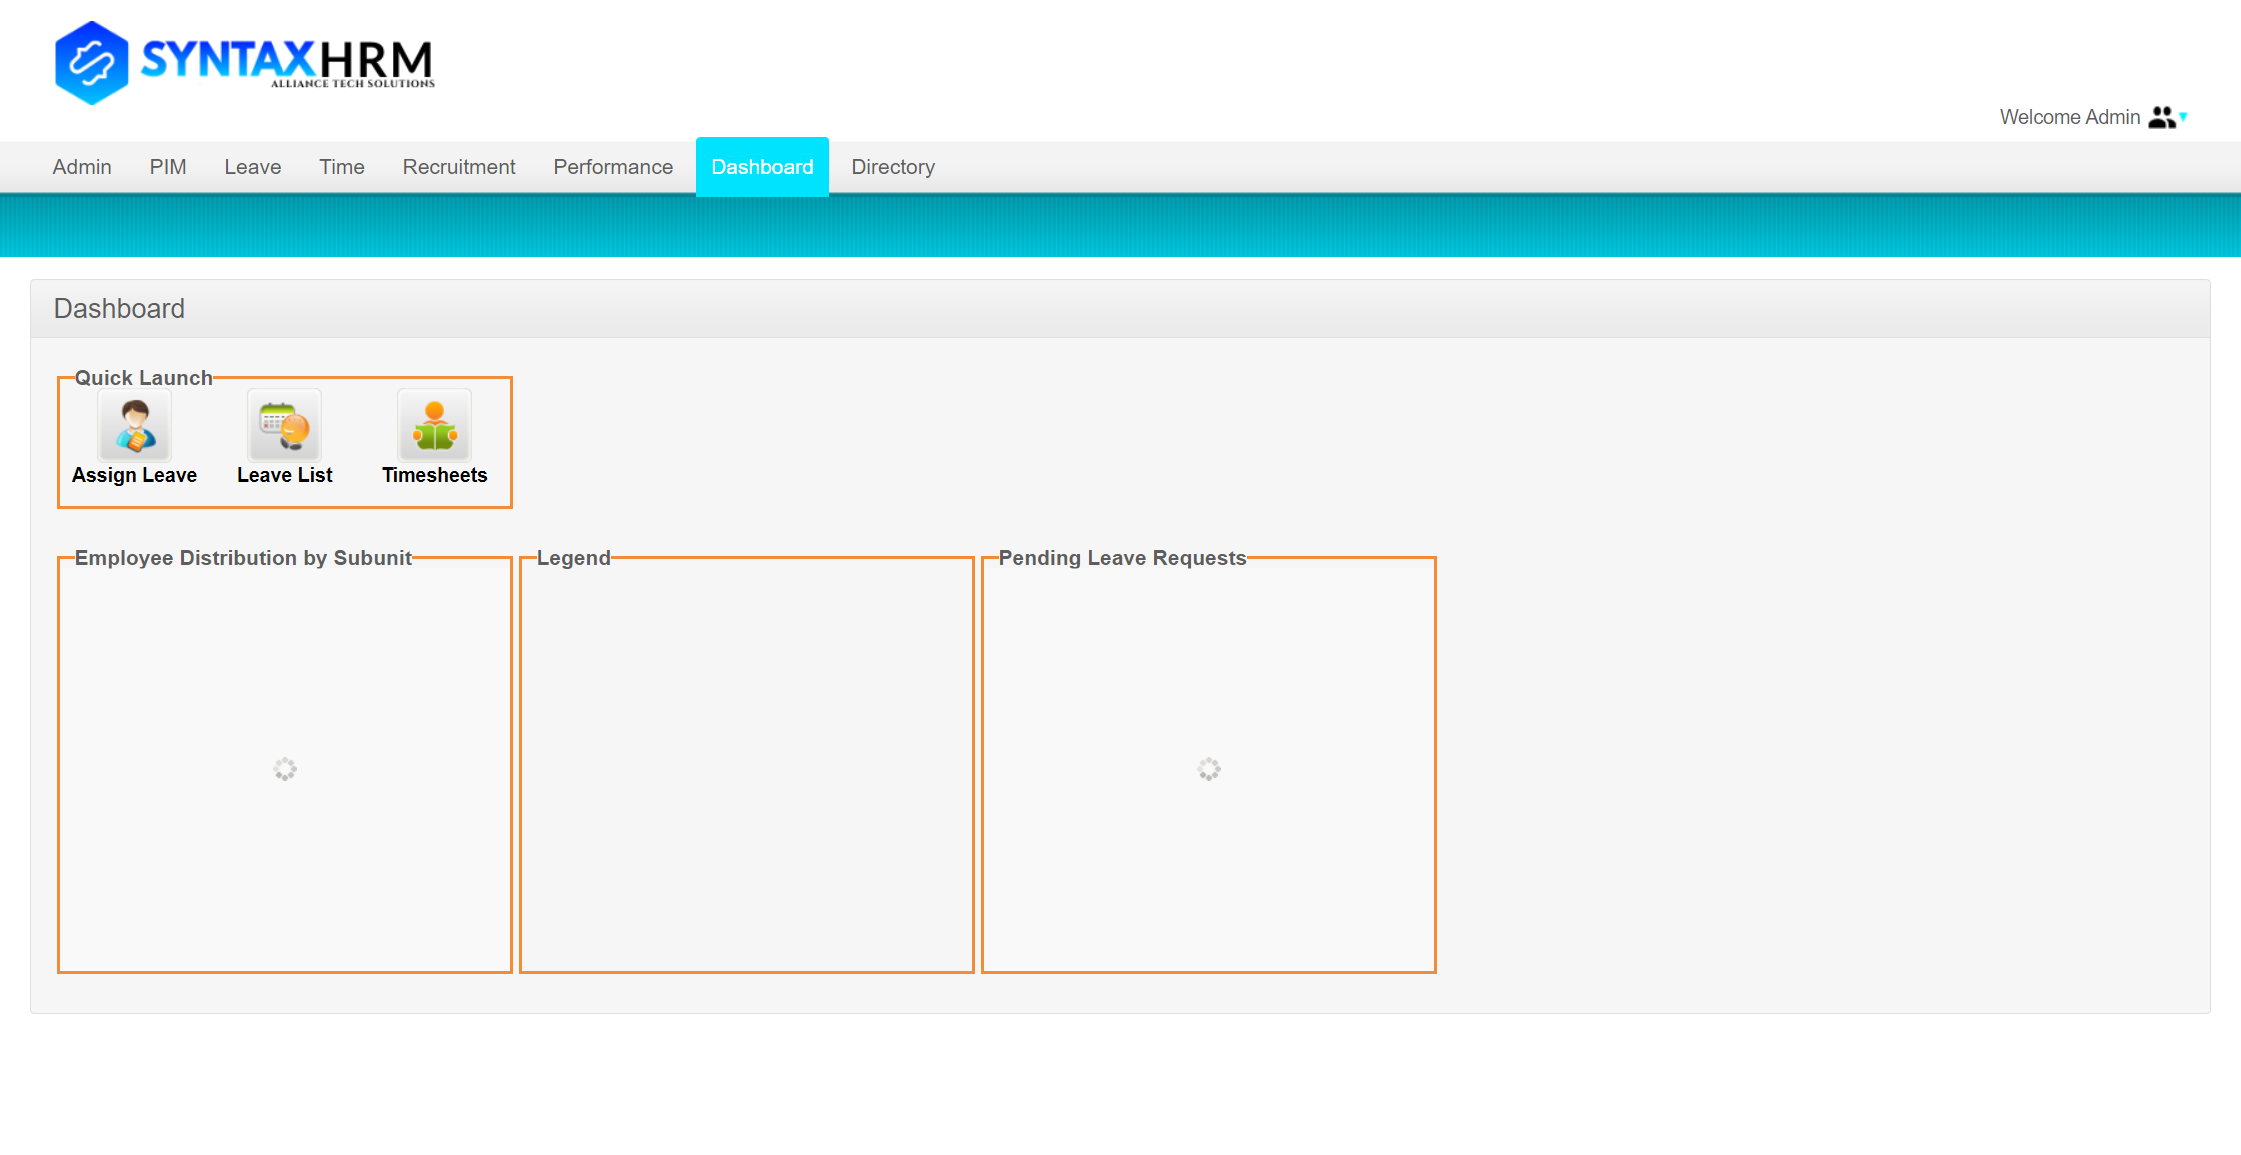 SYNTAXHRM
ALLIANCE TECH SOLUTIONS
Welcome Admin
Admin PIM Leave Time Recruitment Performance Dashboard Directory
Dashboard
Quick Launch
Assign Leave Leave List Timesheets
Employee Distribution by Subunit Legend Pending Leave Requests